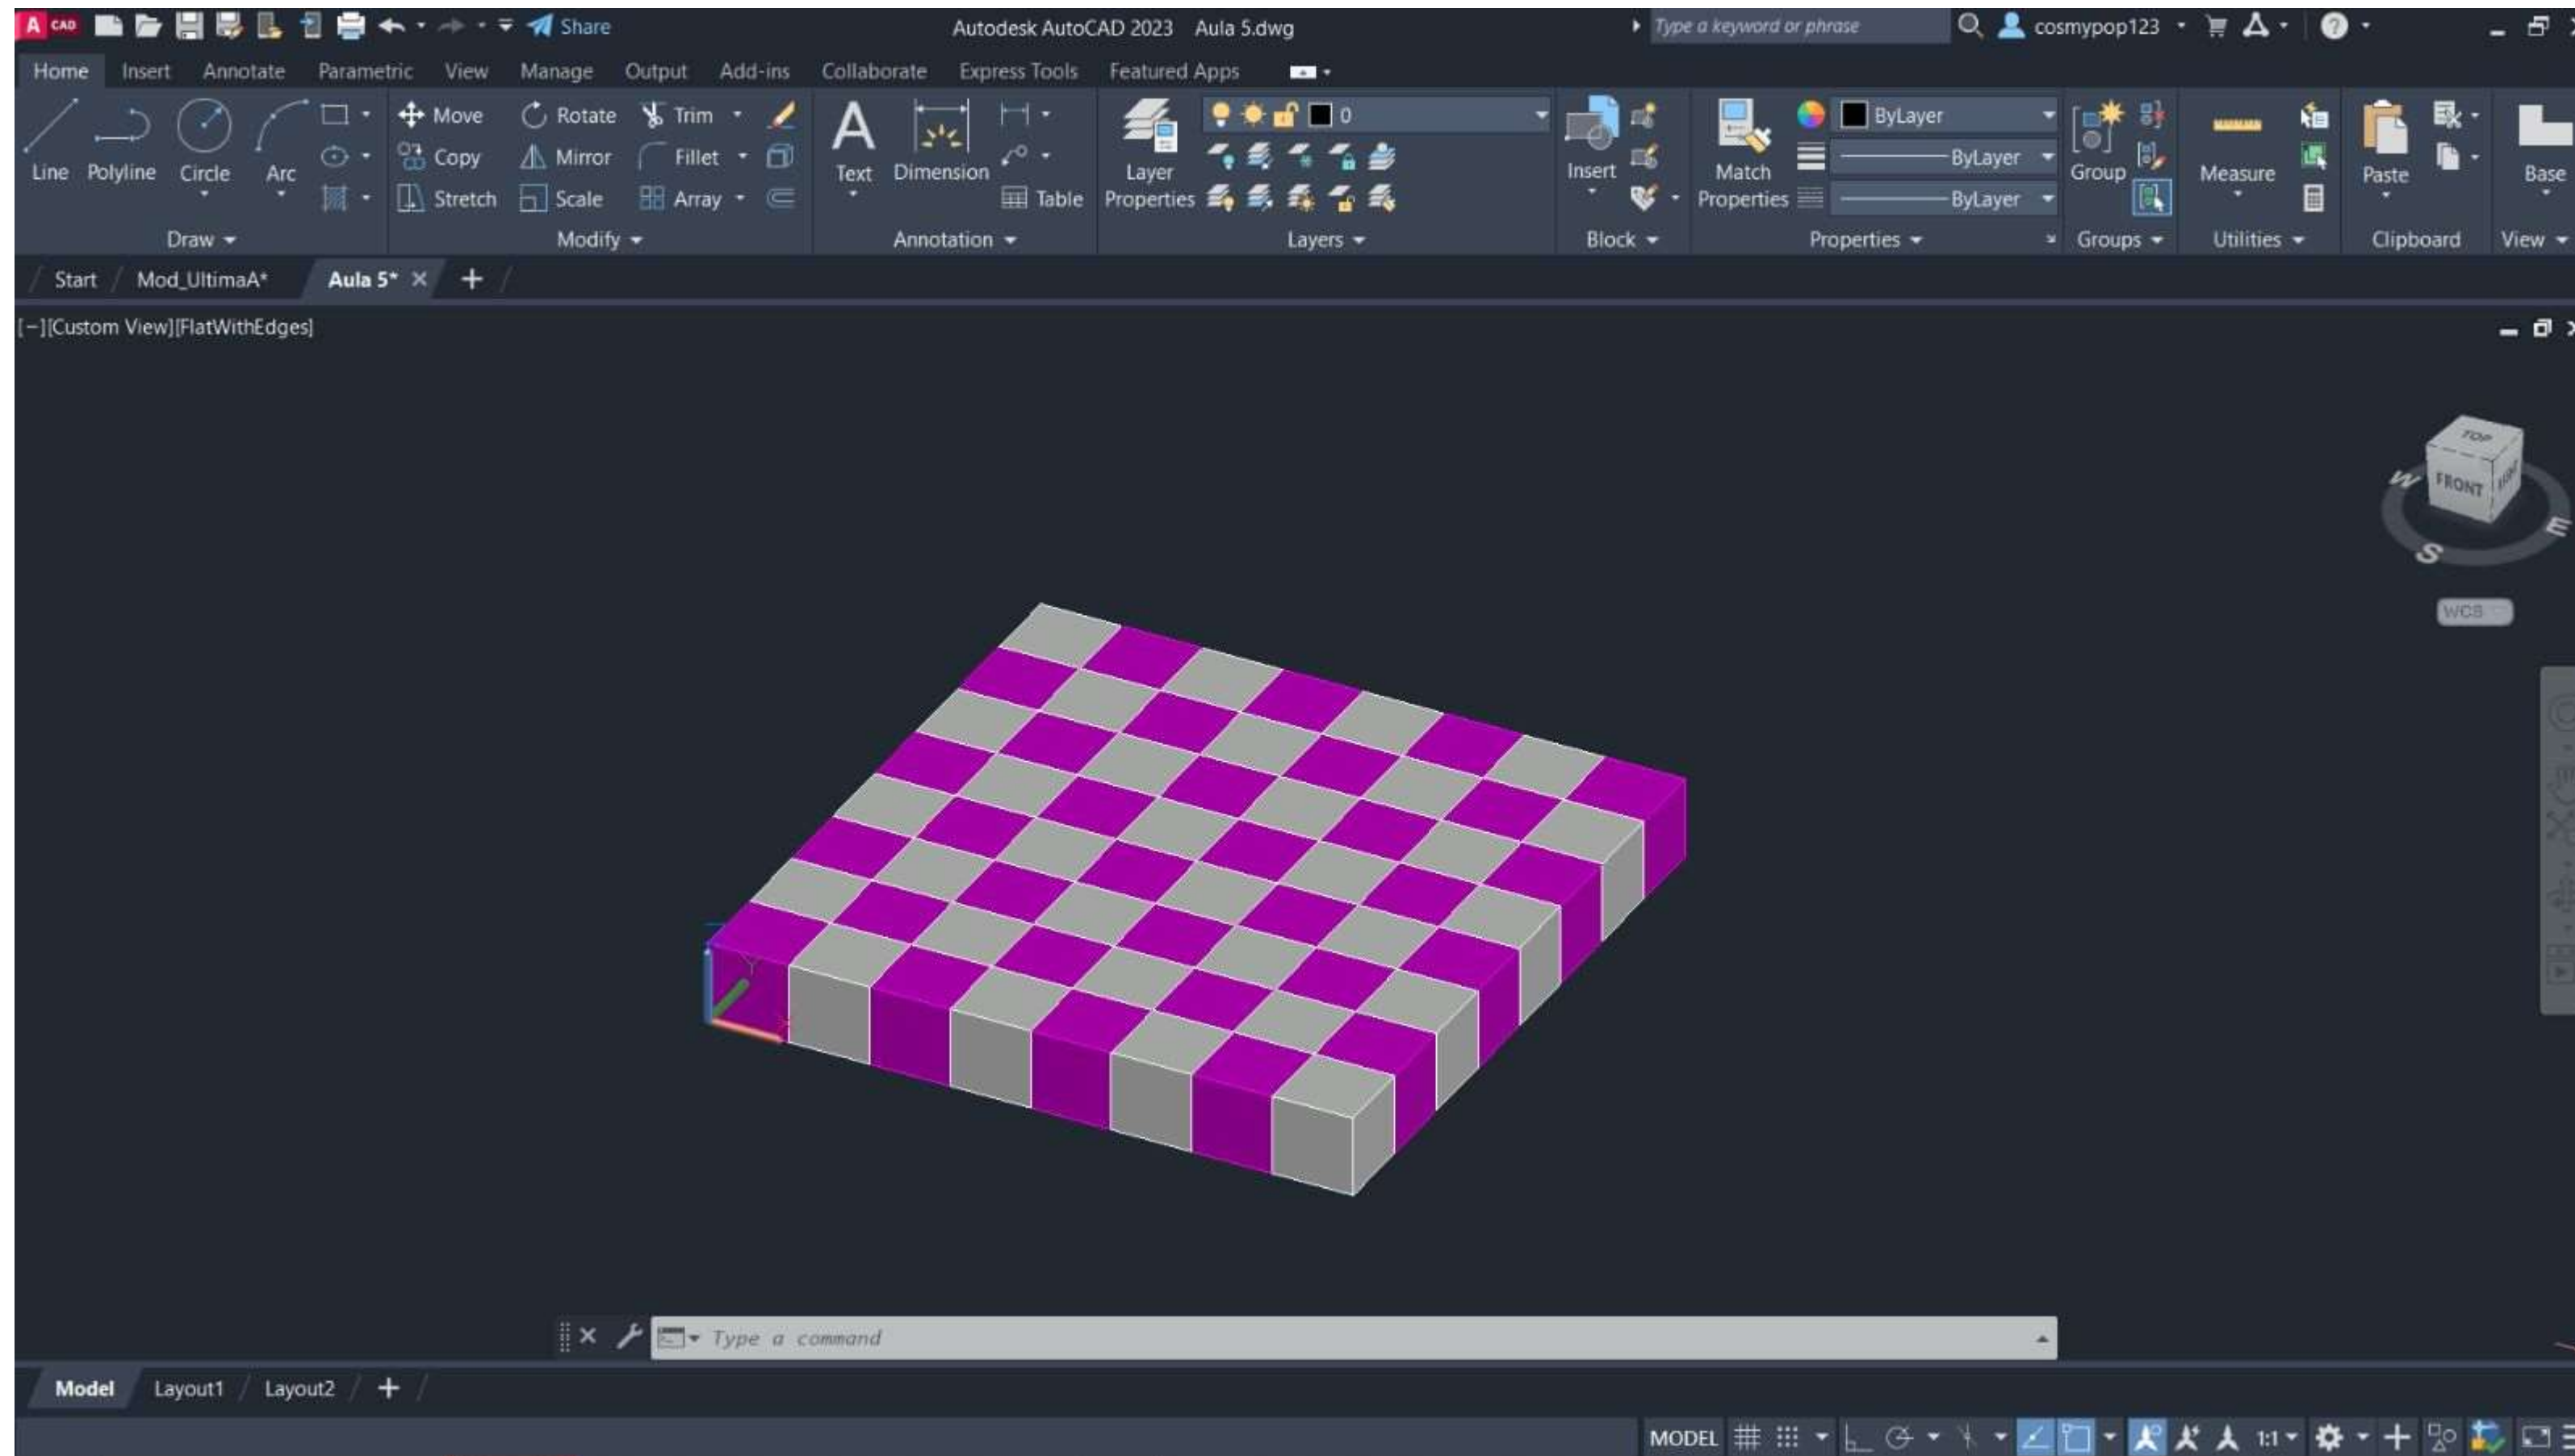 A CAD Share Autodesk AutoCAD 2023 Aula 5.dwg Type a keyword or phrase cosmypop123 ?
Home Insert Annotate Parametric View Manage Output Add-ins Collaborate Express Tools Featured Apps
Move Rotate Trim 0 ByLayer
Line Polyline Circle Arc Copy Mirror Fillet A Text Dimension Layer Properties Insert Match Properties ByLayer Group Measure Paste Base
Stretch Scale Array Table ByLayer
Draw Modify Annotation Layers Block Properties Groups Utilities Clipboard View
Start Mod_UltimaA* Aula 5* +
[-][Custom View][FlatWithEdges]
TOP
W FRONT
E
S
WCS
Y
X
Type a command
Model Layout1 Layout2 +
MODEL 1:1